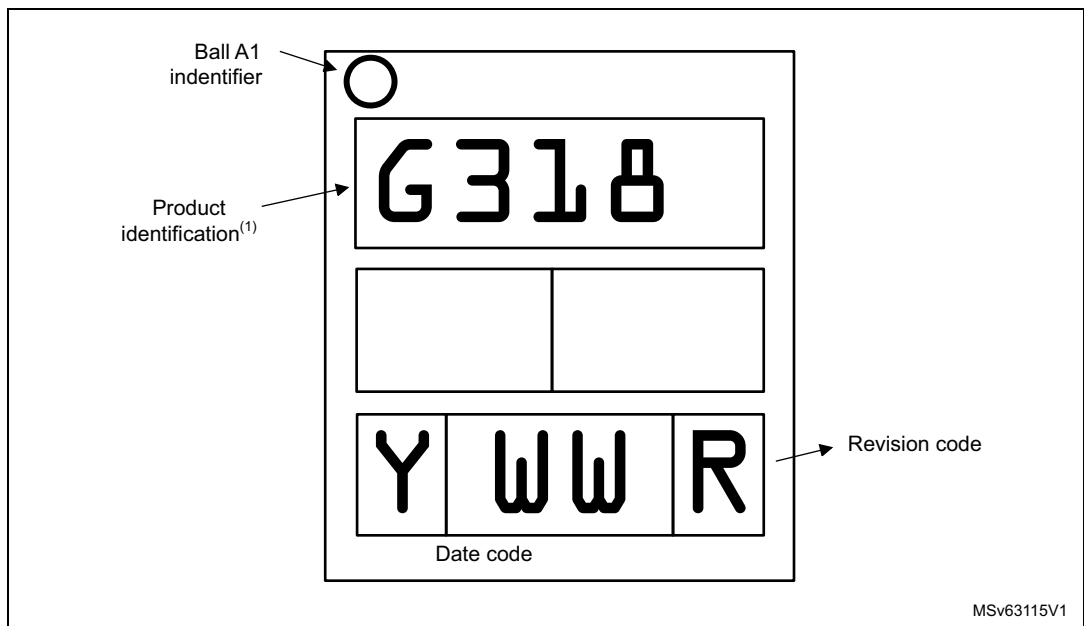 Ball A1
indentifier
G318
Product
identification(1)
Y WW R
Revision code
Date code
MSv63115V1